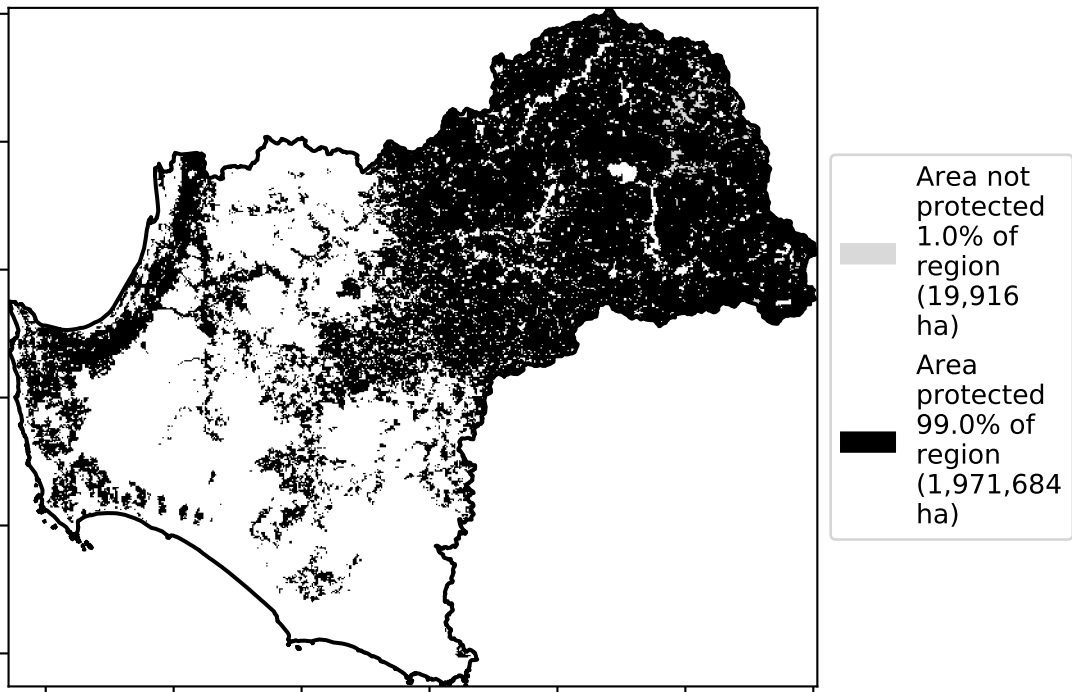 Area not
protected
1.0% of
region
(19,916
ha)
Area
protected
99.0% of
region
(1,971,684
ha)